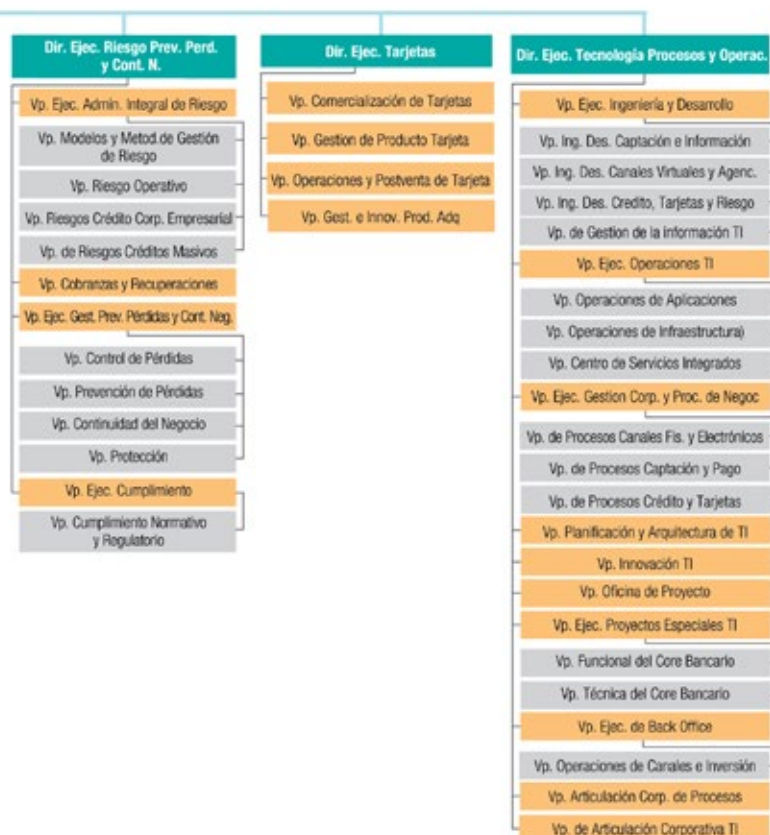 Dir. Ejec. Riesgo Prev. Perd.
y Cont. N.
Vp. Ejec. Admin. Integral de Riesgo
Vp. Modelos y Metod.de Gestión
de Riesgo
Vp. Riesgo Operativo
Vp. Riesgos Crédito Corp. Empresarial
Vp. de Riesgos Créditos Masivos
Vp. Cobranzas y Recuperaciones
Vp. Ejec. Gest. Prev. Pérdidas y Cont. Neg.
Vp. Control de Pérdidas
Vp. Prevención de Pérdidas
Vp. Continuidad del Negocio
Vp. Protección
Vp. Ejec. Cumplimiento
Vp. Cumplimiento Normativo
y Regulatorio
Dir. Ejec. Tarjetas
Vp. Comercialización de Tarjetas
Vp. Gestion de Producto Tarjeta
Vp. Operaciones y Postventa de Tarjeta
Vp. Gest. e Innov. Prod. Adq
Dir. Ejec. Tecnología Procesos y Operac.
Vp. Ejec. Ingeniería y Desarrollo
Vp. Ing. Des. Captación e Información
Vp. Ing. Des. Canales Virtuales y Agenc.
Vp. Ing. Des. Credito, Tarjetas y Riesgo
Vp. de Gestion de la información TI
Vp. Ejec. Operaciones TI
Vp. Operaciones de Aplicaciones
Vp. Operaciones de Infraestructura)
Vp. Centro de Servicios Integrados
Vp. Ejec. Gestion Corp. y Proc. de Negoc
Vp. de Procesos Canales Fis. y Electrónicos
Vp. de Procesos Captación y Pago
Vp. de Procesos Crédito y Tarjetas
Vp. Planificación y Arquitectura de TI
Vp. Innovación TI
Vp. Oficina de Proyecto
Vp. Ejec. Proyectos Especiales TI
Vp. Funcional del Core Bancario
Vp. Técnica del Core Bancario
Vp. Ejec. de Back Office
Vp. Operaciones de Canales e Inversión
Vp. Articulación Corp. de Procesos
Vp. de Articulación Corporativa TI